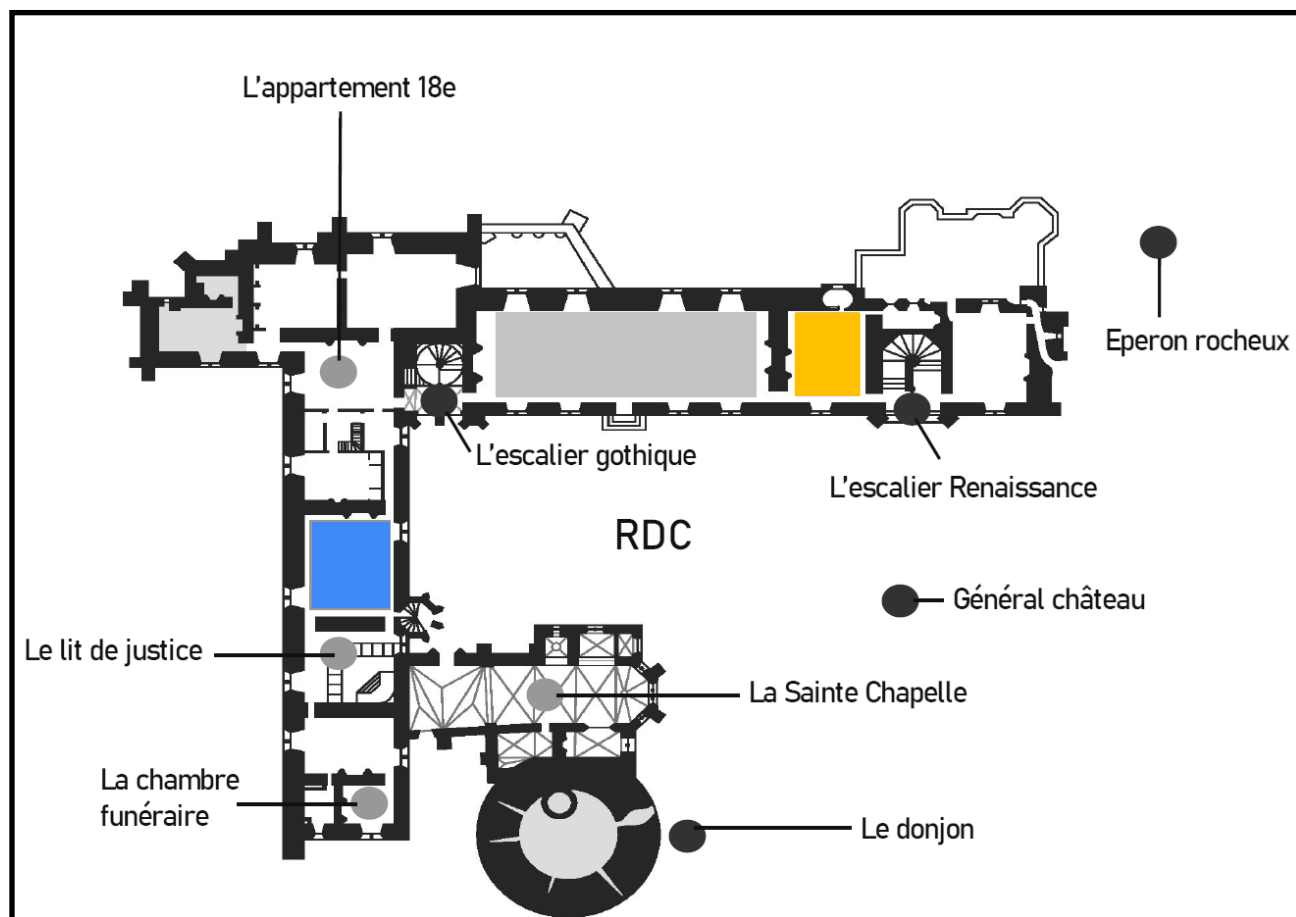 L'appartement 18e
Eperon rocheux
L'escalier gothique
L'escalier Renaissance
RDC
Général château
Le lit de justice
La Sainte Chapelle
La chambre
funéraire
Le donjon